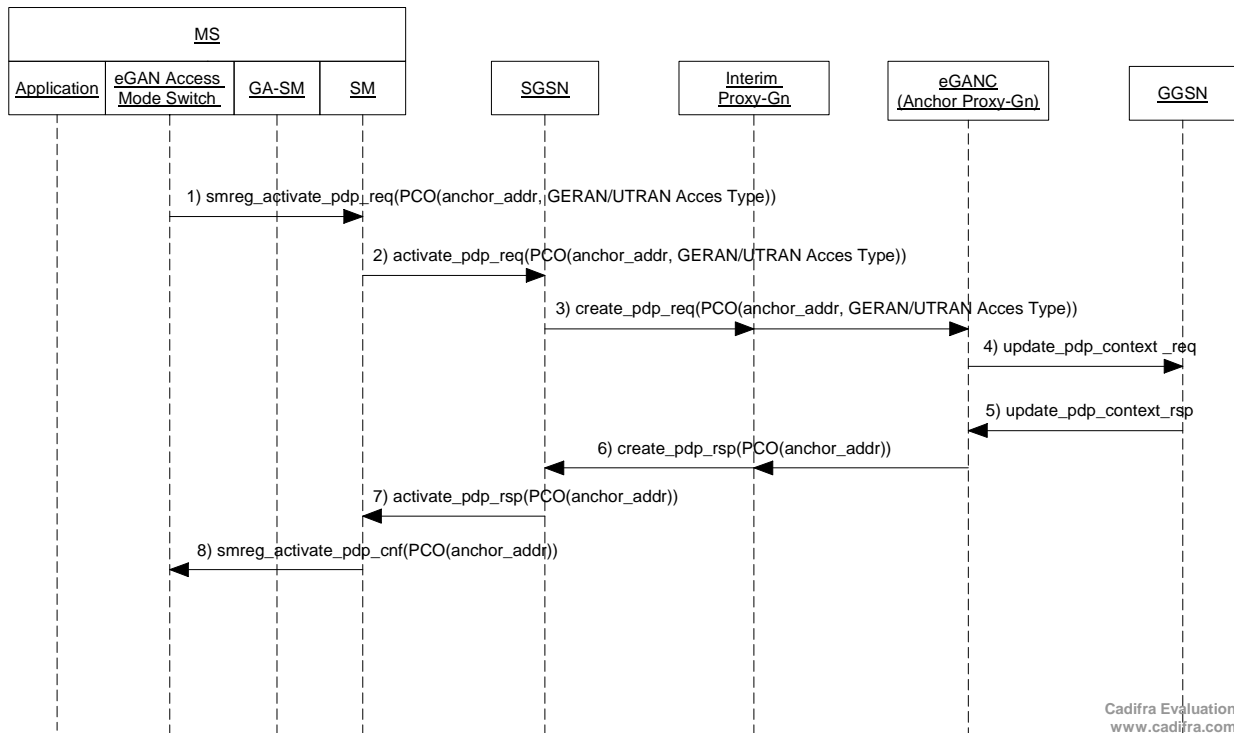 MS
Application
eGAN Access
Mode Switch
GA-SM
SM
SGSN
Interim
Proxy-Gn
eGANC
(Anchor Proxy-Gn)
GGSN
1) smreg_activate_pdp_req(PCO(anchor_addr, GERAN/UTRAN Acces Type))
2) activate_pdp_req(PCO(anchor_addr, GERAN/UTRAN Acces Type))
3) create_pdp_req(PCO(anchor_addr, GERAN/UTRAN Acces Type))
4) update_pdp_context _req
5) update_pdp_context_rsp
6) create_pdp_rsp(PCO(anchor_addr))
7) activate_pdp_rsp(PCO(anchor_addr))
8) smreg_activate_pdp_cnf(PCO(anchor_addr))
Cadifra Evaluation
www.cadifra.com